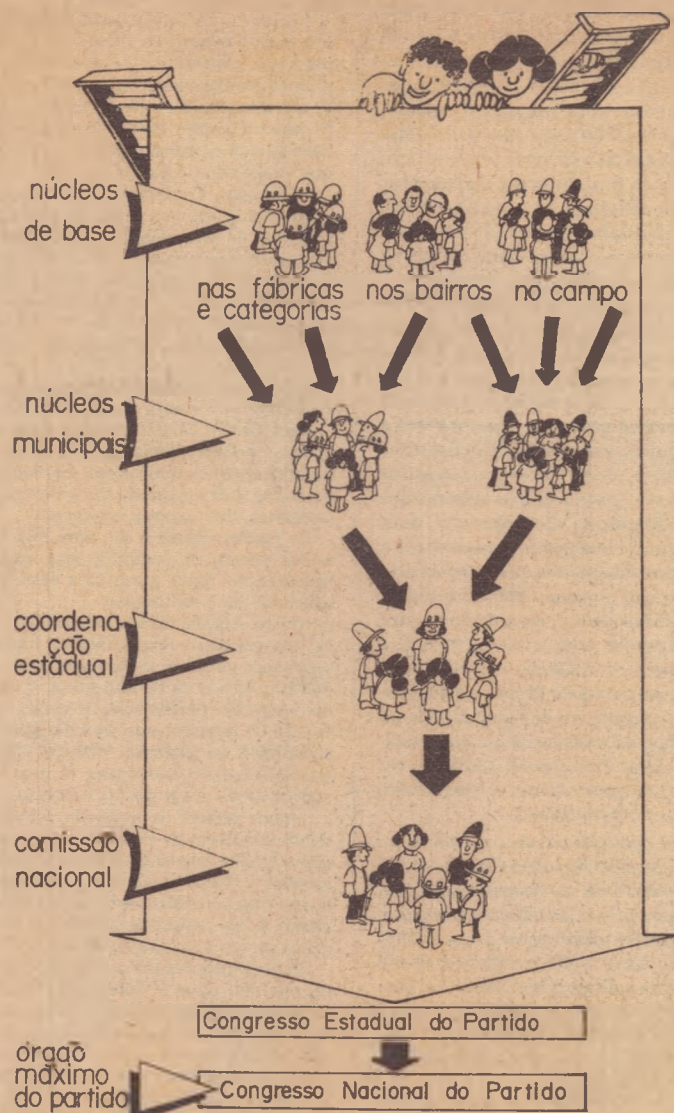 núcleos
de base
nas fábricas
e categorias
nos bairros
no campo
núcleos
municipais
coordena-
ção
estadual
comissão
nacional
Congresso Estadual do Partido
órgão
máximo
do partido
Congresso Nacional do Partido